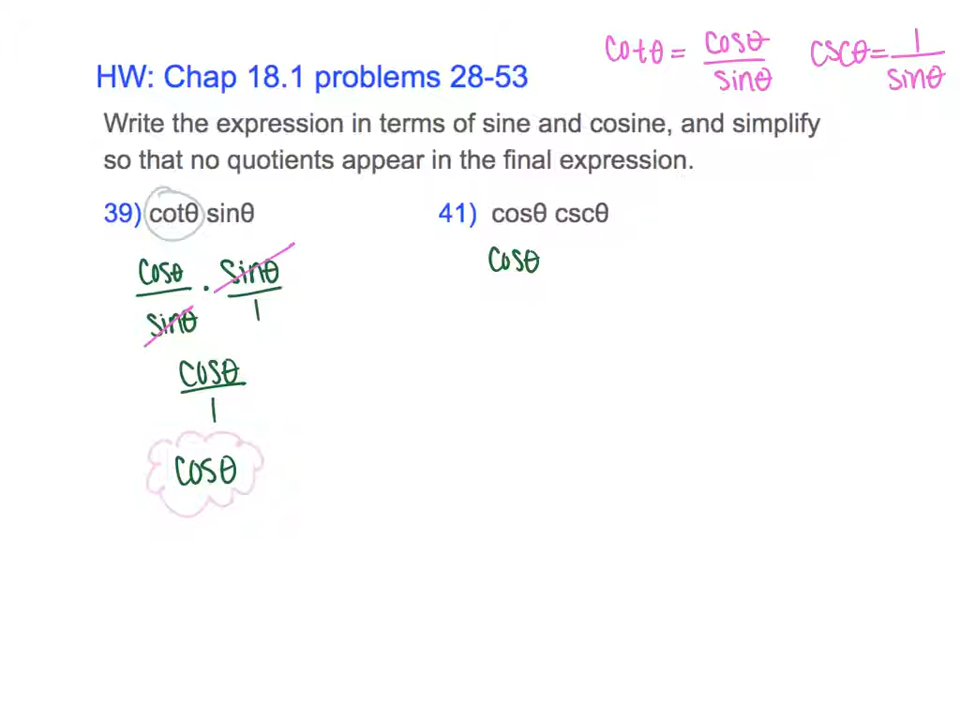 cotθ = cosθ/sinθ cscθ = 1/sinθ
HW: Chap 18.1 problems 28-53
Write the expression in terms of sine and cosine, and simplify
so that no quotients appear in the final expression.
39) cotθ sinθ 41) cosθ cscθ
cosθ/sinθ · sinθ/1 cosθ
cosθ/1
cosθ